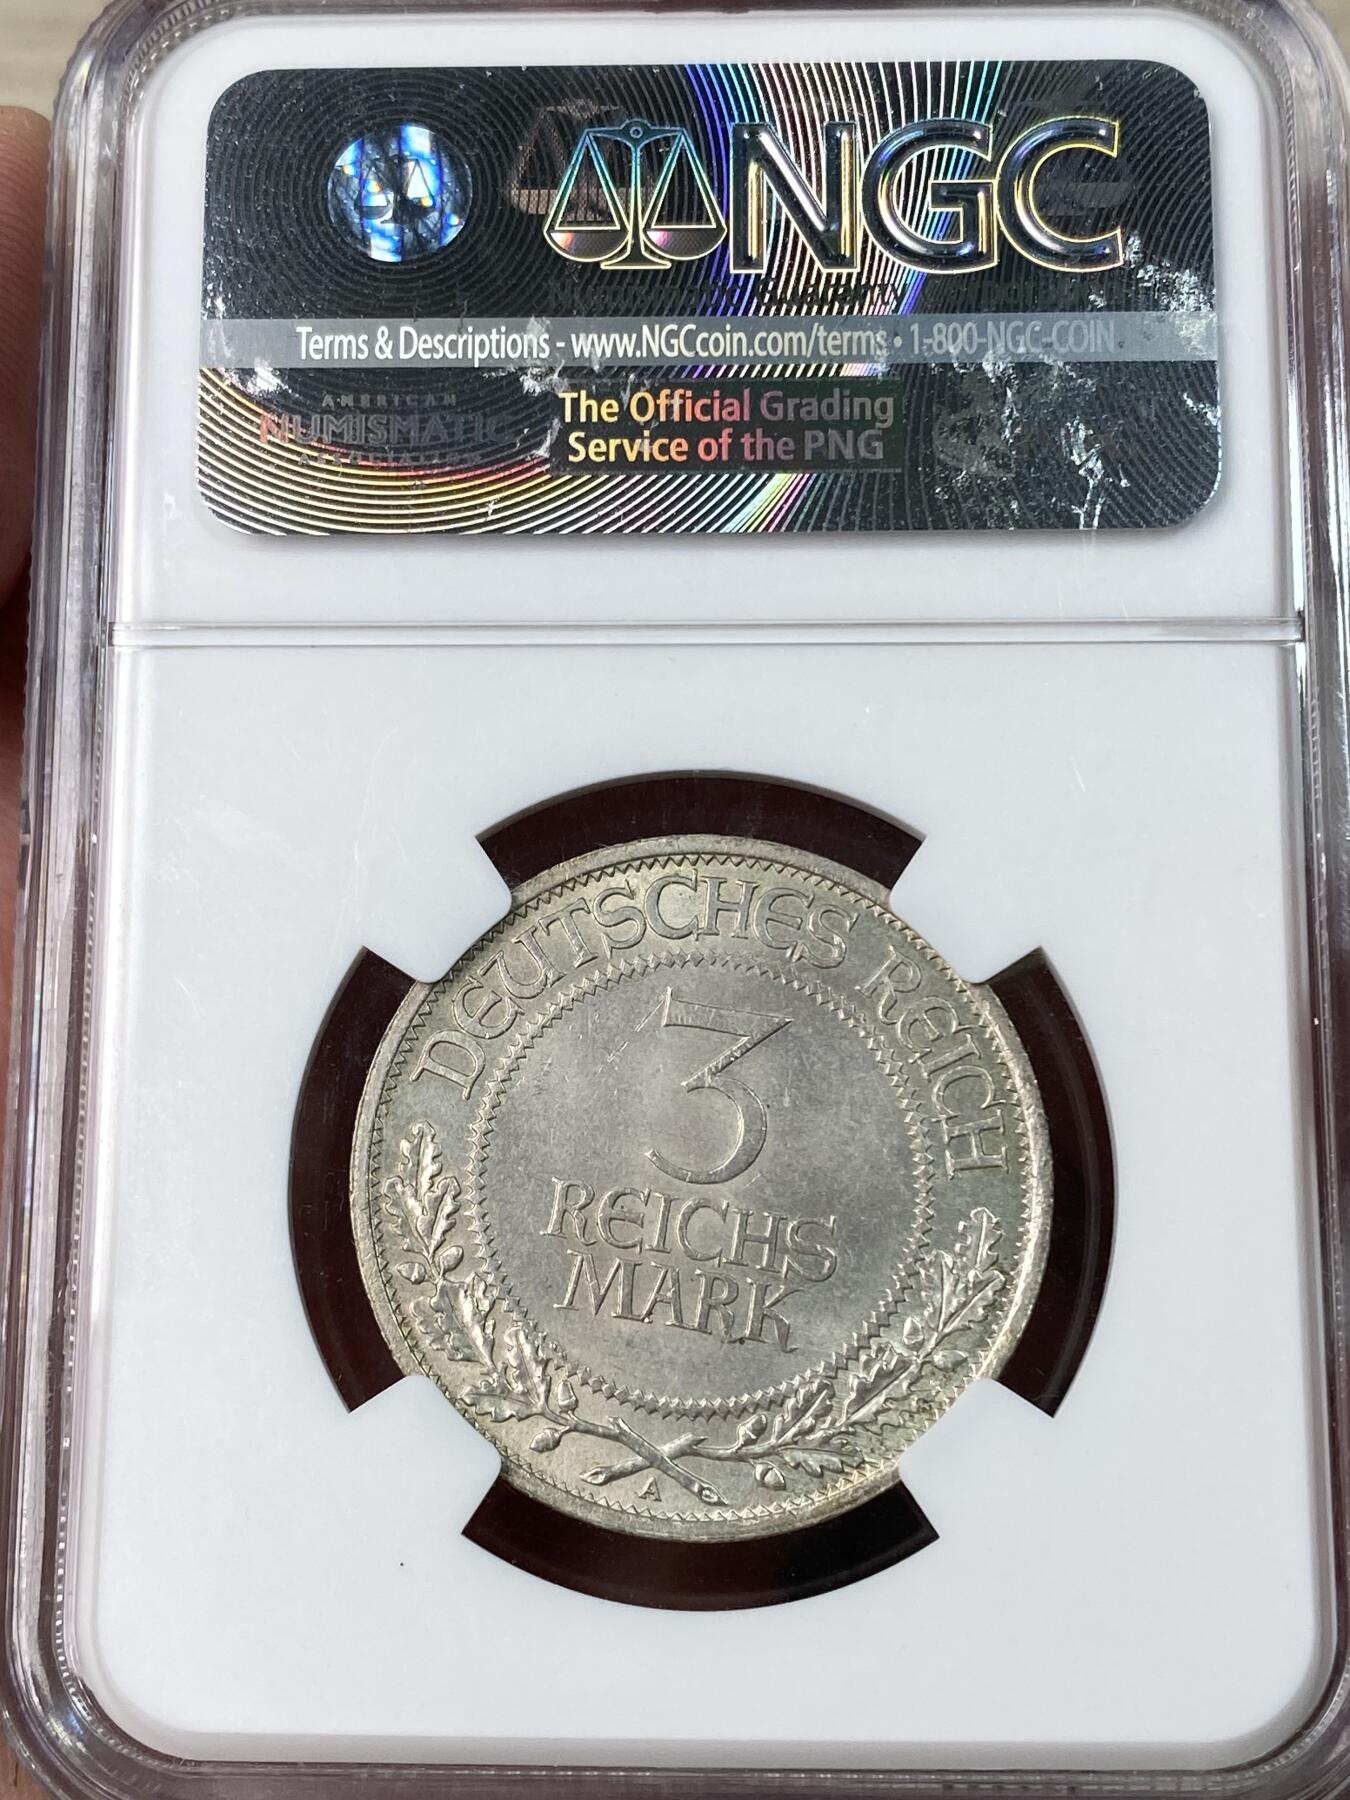 NGC
Terms & Descriptions - www.NGCcoin.com/terms • 1-800-NGC-COIN
AMERICAN
NUMISMATIC
ASSOCIATION
The Official Grading
Service of the PNG
DEUTSCHES REICH
3
REICHS
MARK
A